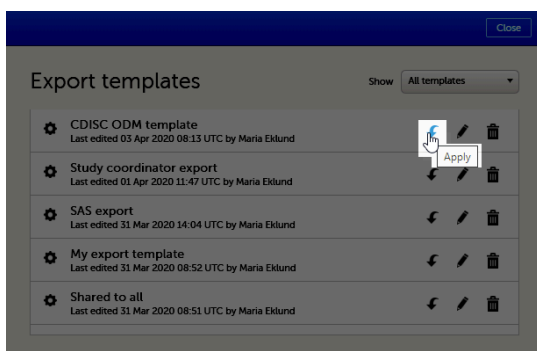 Close
Export templates
Show All templates
CDISC ODM template
Last edited 03 Apr 2020 08:13 UTC by Maria Eklund
Apply
Study coordinator export
Last edited 01 Apr 2020 11:47 UTC by Maria Eklund
SAS export
Last edited 31 Mar 2020 14:04 UTC by Maria Eklund
My export template
Last edited 31 Mar 2020 08:52 UTC by Maria Eklund
Shared to all
Last edited 31 Mar 2020 08:51 UTC by Maria Eklund